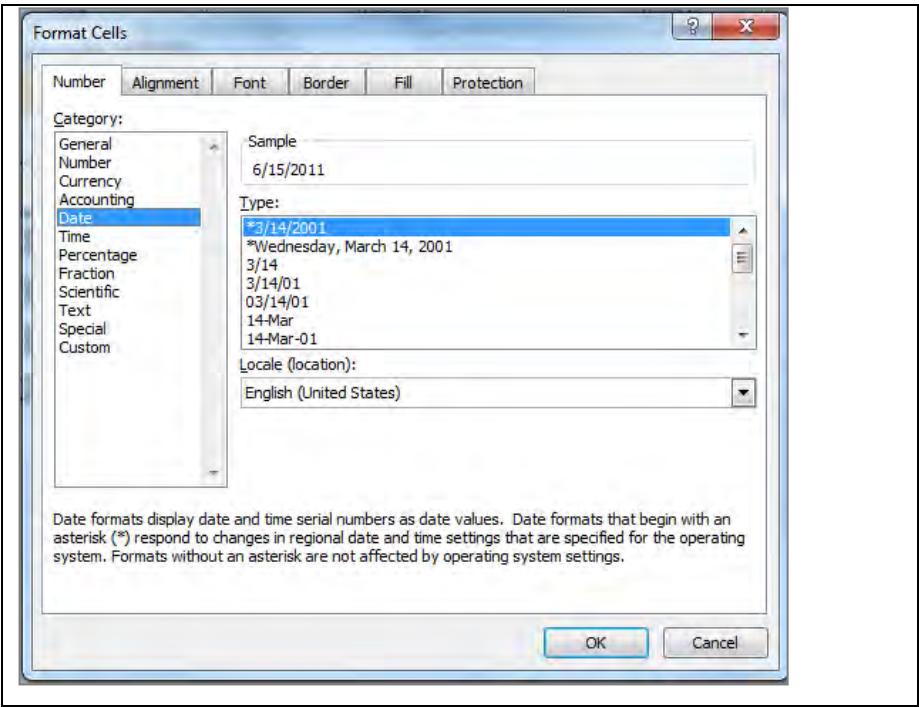 Format Cells
Number Alignment Font Border Fill Protection
Category:
General
Number
Currency
Accounting
Date
Time
Percentage
Fraction
Scientific
Text
Special
Custom
Sample
6/15/2011
Type:
*3/14/2001
*Wednesday, March 14, 2001
3/14
3/14/01
03/14/01
14-Mar
14-Mar-01
Locale (location):
English (United States)
Date formats display date and time serial numbers as date values. Date formats that begin with an
asterisk (*) respond to changes in regional date and time settings that are specified for the operating
system. Formats without an asterisk are not affected by operating system settings.
OK Cancel